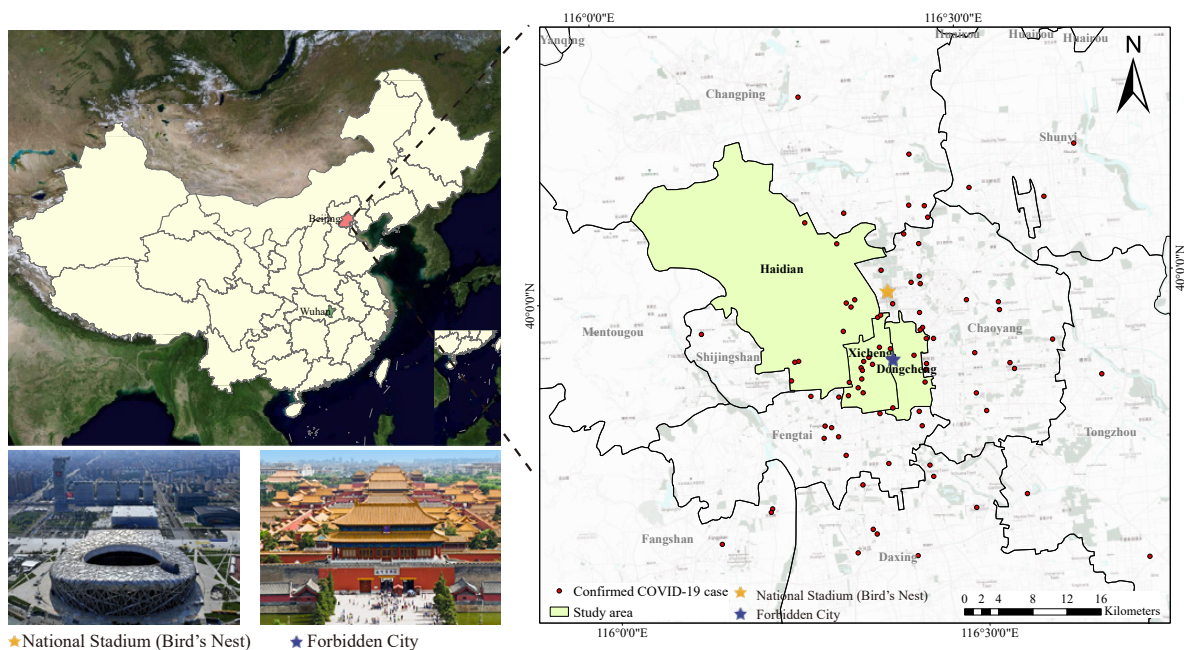 Beijing
Wuhan
National Stadium (Bird's Nest)
Forbidden City
116°0'0"E
116°30'0"E
Yanqing
Huairou
Huairou
Huairou
N
Changping
Shunyi
Haidian
40°0'0"N
40°0'0"N
Mentougou
Shijingshan
Chaoyang
Xicheng
Dongcheng
Fengtai
Tongzhou
Fangshan
Daxing
Confirmed COVID-19 case
National Stadium (Bird's Nest)
Study area
Forbidden City
0 2 4 8 12 16
Kilometers
116°0'0"E
116°30'0"E